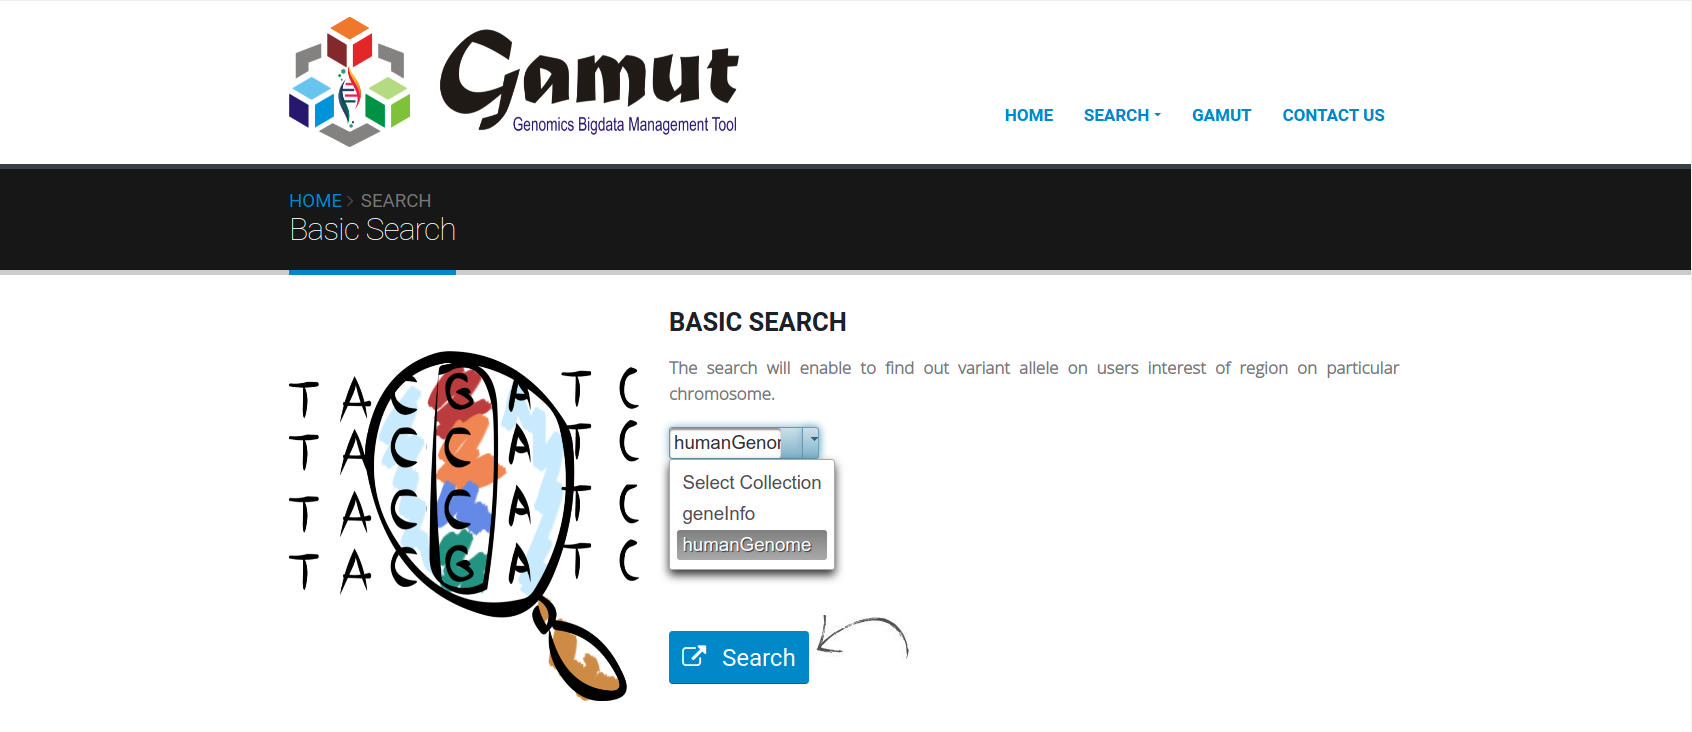 Gamut
Genomics Bigdata Management Tool
HOME SEARCH GAMUT CONTACT US
HOME > SEARCH
Basic Search
BASIC SEARCH
The search will enable to find out variant allele on users interest of region on particular
chromosome.
humanGenor
Select Collection
geneInfo
humanGenome
Search
T A C G A T C
T A C C A T C
T A C C A T C
T A C G A T C